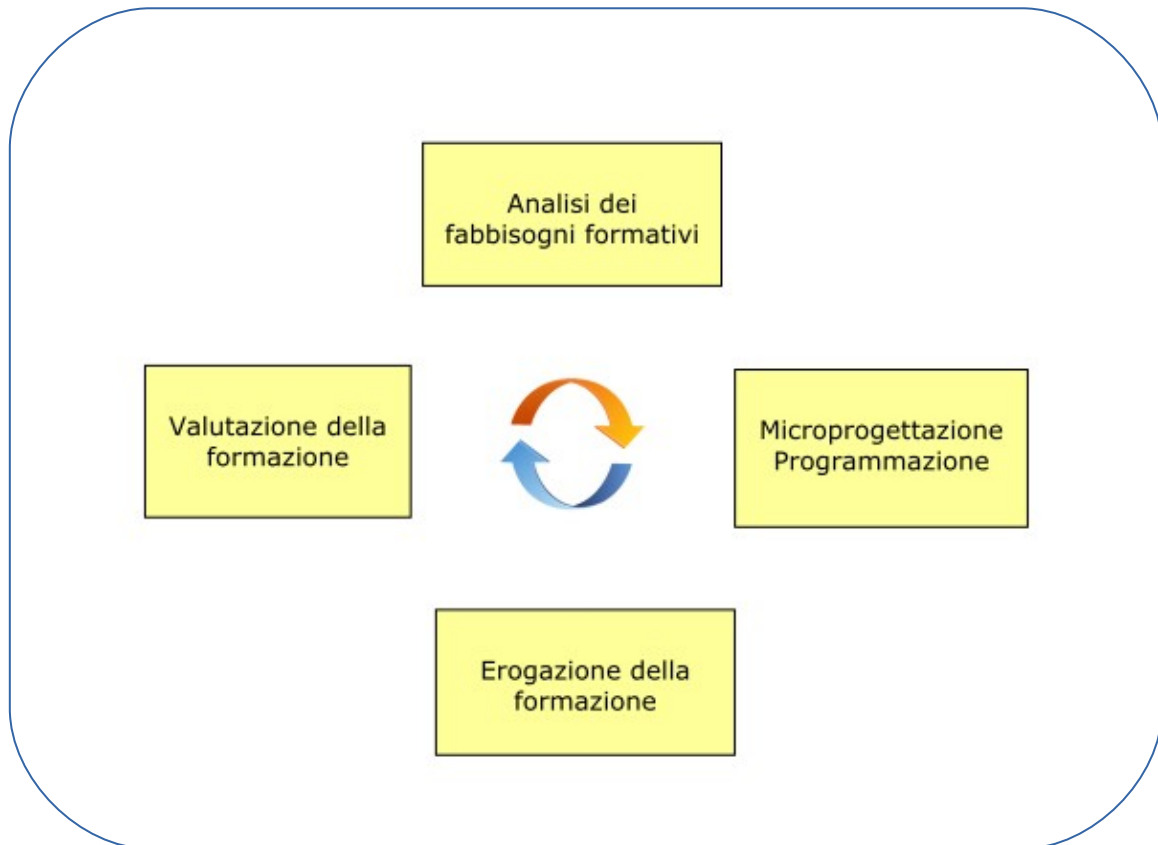 Analisi dei
fabbisogni formativi
Valutazione della
formazione
Microprogettazione
Programmazione
Erogazione della
formazione